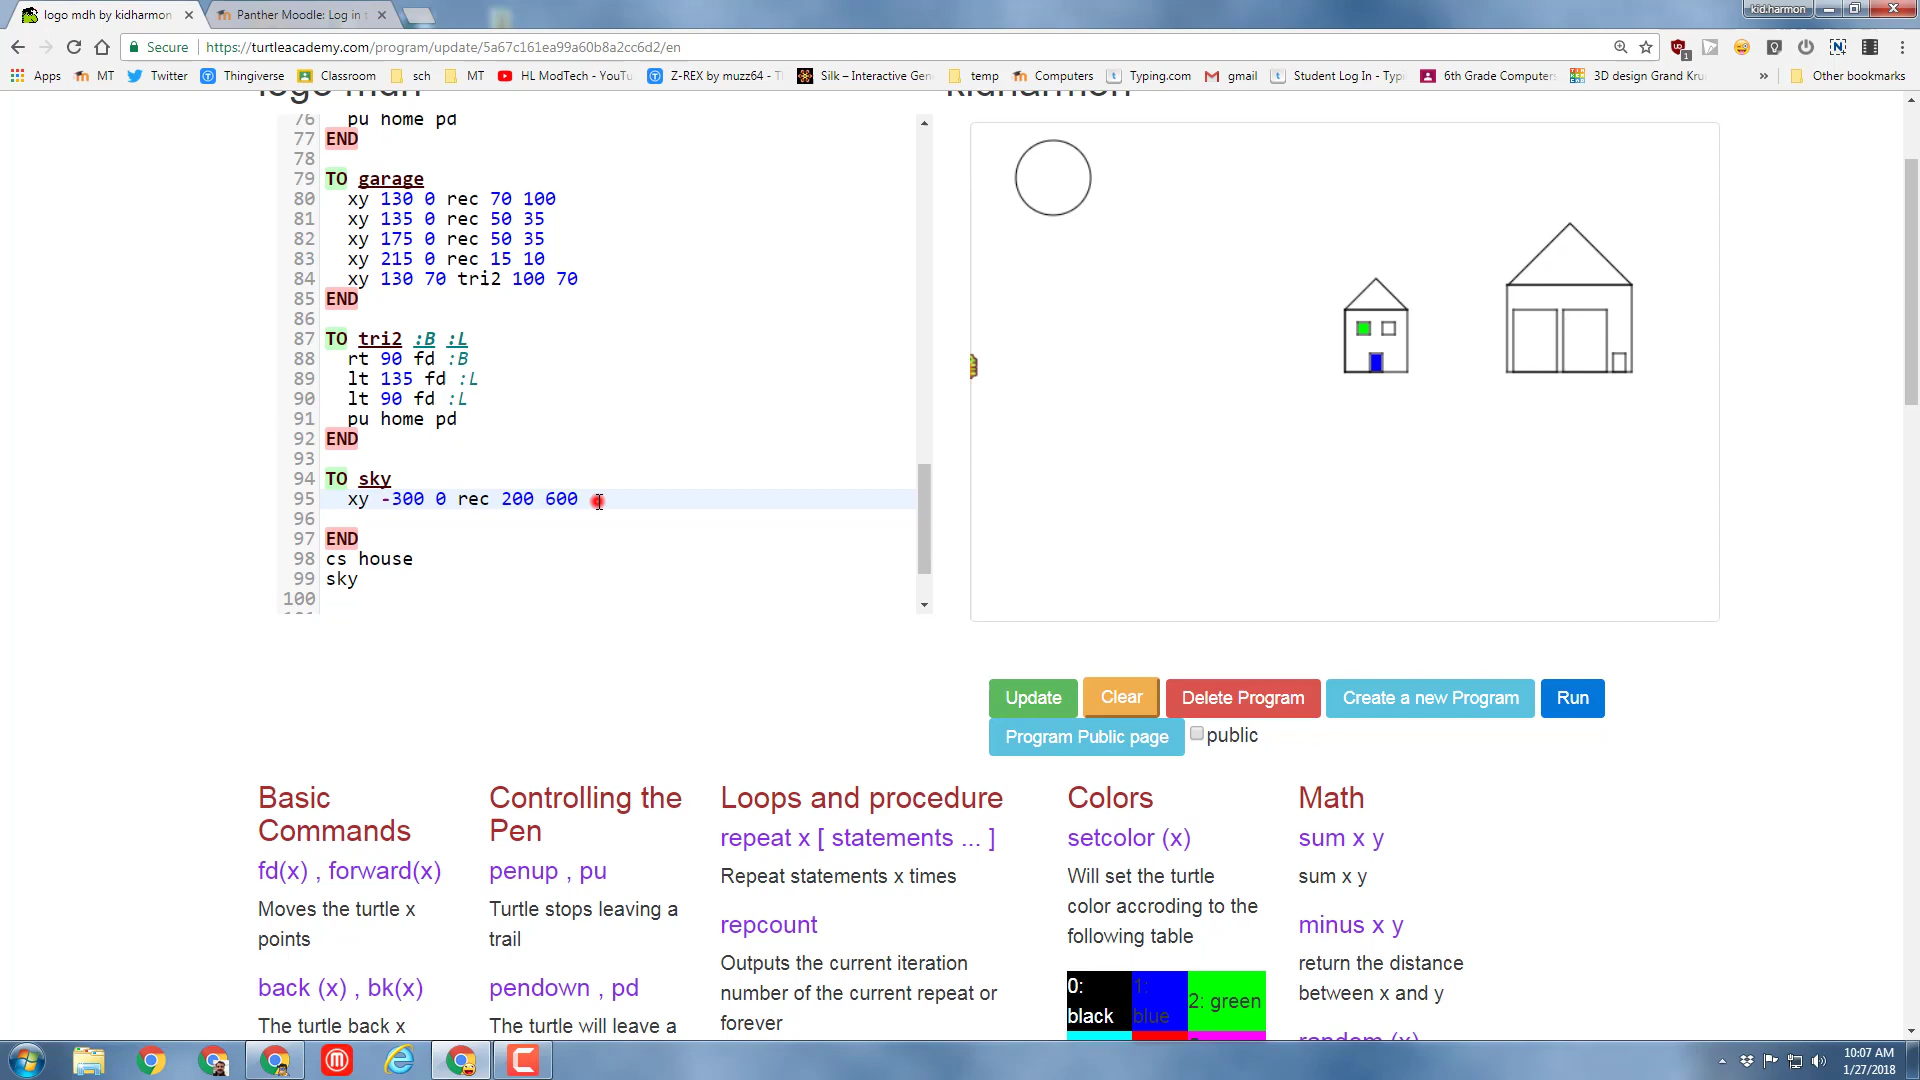 logo mdh by kidharmon
Panther Moodle: Log in t
kid.harmon
Secure
https://turtleacademy.com/program/update/5a67c161ea99a60b8a2cc6d2/en
Apps
MT
Twitter
Thingiverse
Classroom
sch
MT
HL ModTech - YouTu
Z-REX by muzz64 - T
Silk – Interactive Gen
temp
Computers
Typing.com
gmail
Student Log In - Typi
6th Grade Computers
3D design Grand Kru
»
Other bookmarks
logo mdh
kidharmon
76 pu home pd
77 END
78
79 TO garage
80 xy 130 0 rec 70 100
81 xy 135 0 rec 50 35
82 xy 175 0 rec 50 35
83 xy 215 0 rec 15 10
84 xy 130 70 tri2 100 70
85 END
86
87 TO tri2 :B :L
88 rt 90 fd :B
89 lt 135 fd :L
90 lt 90 fd :L
91 pu home pd
92 END
93
94 TO sky
95 xy -300 0 rec 200 600
96
97 END
98 cs house
99 sky
100
Update
Clear
Delete Program
Create a new Program
Run
Program Public page
public
Basic
Commands
fd(x) , forward(x)
Moves the turtle x
points
back (x) , bk(x)
The turtle back x
Controlling the
Pen
penup , pu
Turtle stops leaving a
trail
pendown , pd
The turtle will leave a
Loops and procedure
repeat x [ statements ... ]
Repeat statements x times
repcount
Outputs the current iteration
number of the current repeat or
forever
Colors
setcolor (x)
Will set the turtle
color accroding to the
following table
0:
black
1:
blue
2: green
Math
sum x y
sum x y
minus x y
return the distance
between x and y
random (x)
10:07 AM
1/27/2018